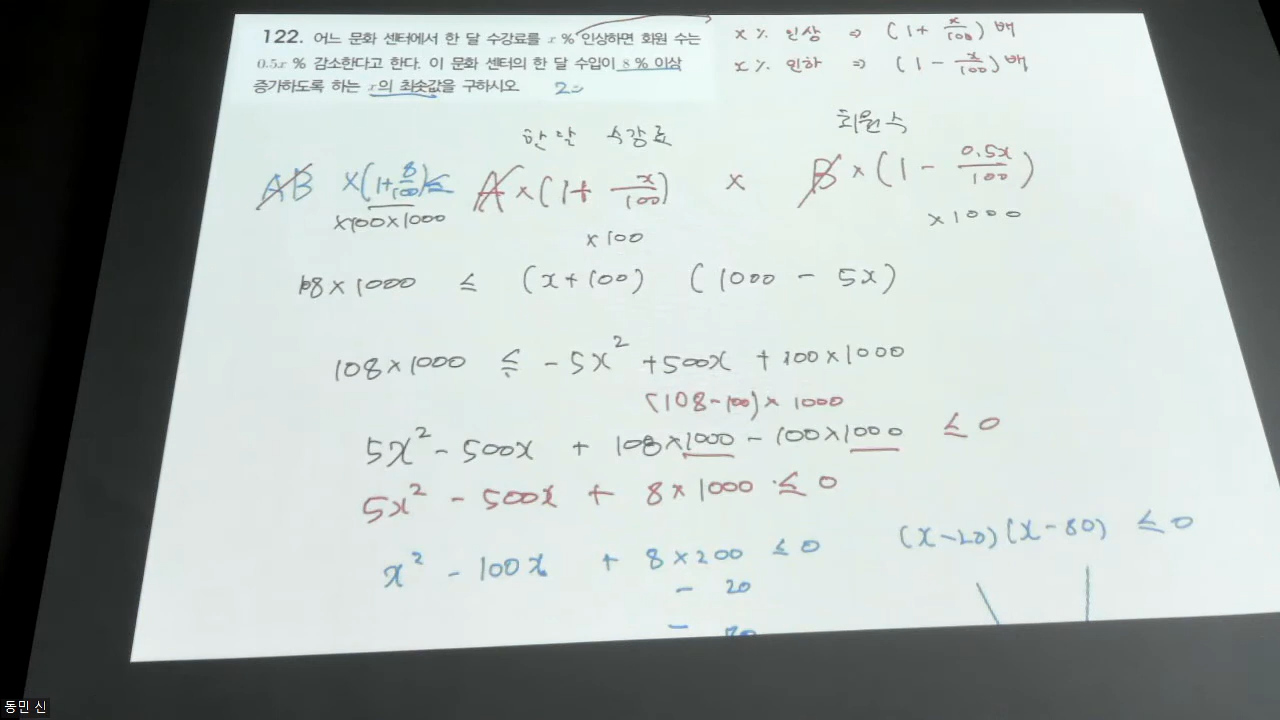 122. 어느 문화 센터에서 한 달 수강료를 x % 인상하면 회원 수는
0.5x % 감소한다고 한다. 이 문화 센터의 한 달 수입이 8 % 이상
증가하도록 하는 x의 최솟값을 구하시오.
x % 인상 ⇒ (1 + x/100) 배
x % 인하 ⇒ (1 - x/100) 배
한 달 수강료
회원 수
AB × (1 + 8/100) ≤ A × (1 + x/100) × B × (1 - 0.5x/100)
×100×1000
×100
×1000
108×1000 ≤ (x+100) (1000 - 5x)
108×1000 ≤ -5x² +500x + 100×1000
(108-100)×1000
5x² - 500x + 108×1000 - 100×1000 ≤ 0
5x² - 500x + 8×1000 ≤ 0
x² - 100x + 8×200 ≤ 0
- 20
(x-20)(x-80) ≤ 0
동민 신